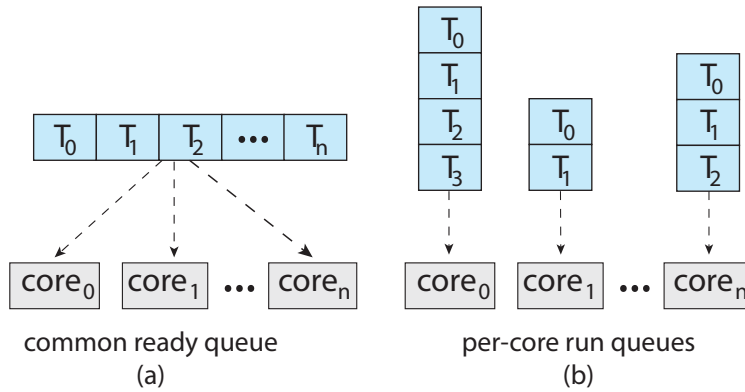 T0 T1 T2 ... Tn
core0 core1 ... coren
common ready queue
(a)
T0
T1
T2
T3
T0
T1
T0
T1
T2
core0 core1 ... coren
per-core run queues
(b)